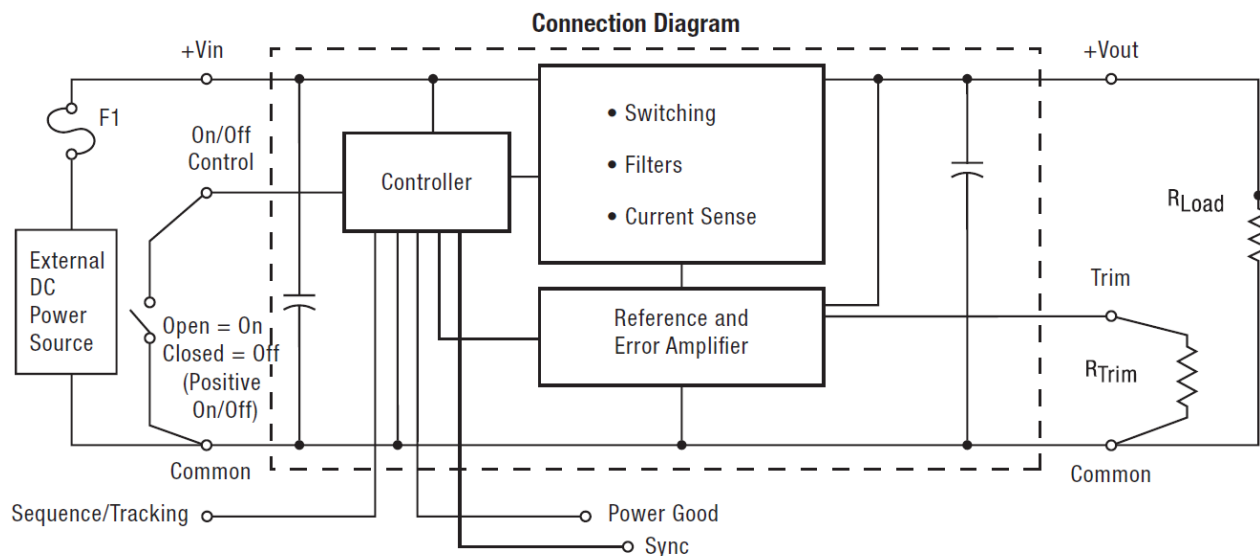 Connection Diagram
+Vin
+Vout
F1
On/Off
Control
Controller
• Switching
• Filters
• Current Sense
RLoad
External
DC
Power
Source
Open = On
Closed = Off
(Positive
On/Off)
Reference and
Error Amplifier
Trim
RTrim
Common
Common
Sequence/Tracking
Power Good
Sync